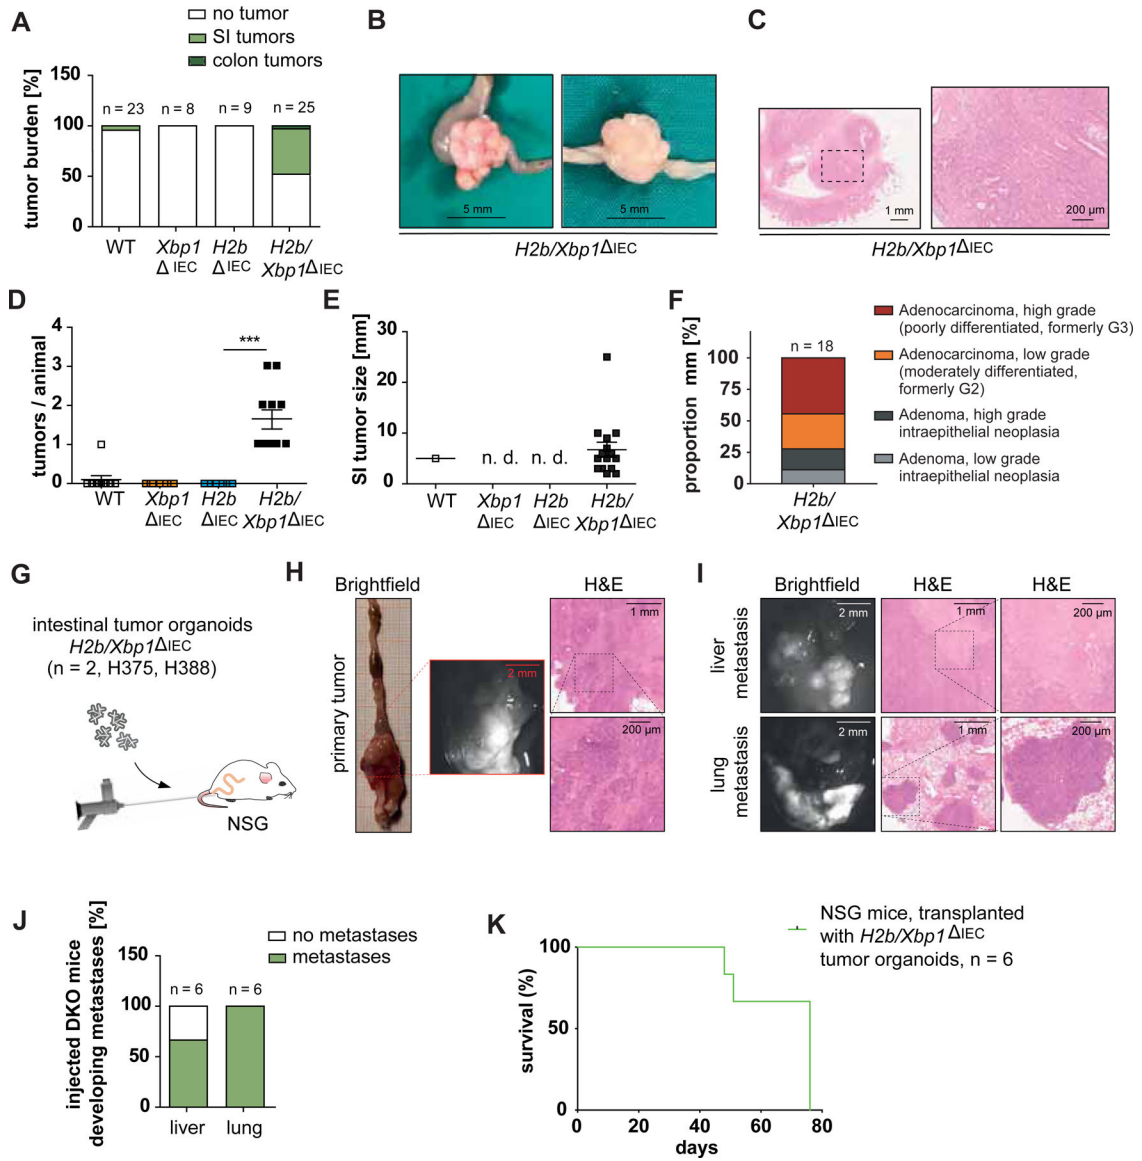 A
no tumor
SI tumors
colon tumors
tumor burden [%]
150
100
50
0
n = 23
n = 8
n = 9
n = 25
WT
Xbp1
Δ IEC
H2b
Δ IEC
H2b/
Xbp1ΔIEC
B
5 mm
5 mm
H2b/Xbp1ΔIEC
C
1 mm
200 µm
H2b/Xbp1ΔIEC
D
tumors / animal
4
3
2
1
0
***
WT
Xbp1
ΔIEC
H2b
ΔIEC
H2b/
Xbp1ΔIEC
E
SI tumor size [mm]
30
20
10
0
n. d.
n. d.
WT
Xbp1
ΔIEC
H2b
ΔIEC
H2b/
Xbp1ΔIEC
F
proportion mm [%]
100
75
50
25
0
n = 18
H2b/
Xbp1ΔIEC
Adenocarcinoma, high grade
(poorly differentiated, formerly G3)
Adenocarcinoma, low grade
(moderately differentiated,
formerly G2)
Adenoma, high grade
intraepithelial neoplasia
Adenoma, low grade
intraepithelial neoplasia
G
intestinal tumor organoids
H2b/Xbp1ΔIEC
(n = 2, H375, H388)
NSG
H
Brightfield
H&E
primary tumor
2 mm
1 mm
200 µm
I
Brightfield
H&E
H&E
liver
metastasis
2 mm
1 mm
200 µm
lung
metastasis
2 mm
1 mm
200 µm
J
no metastases
metastases
injected DKO mice
developing metastases [%]
100
50
0
n = 6
n = 6
liver
lung
K
NSG mice, transplanted
with H2b/Xbp1ΔIEC
tumor organoids, n = 6
survival (%)
100
50
0
0
20
40
60
80
days